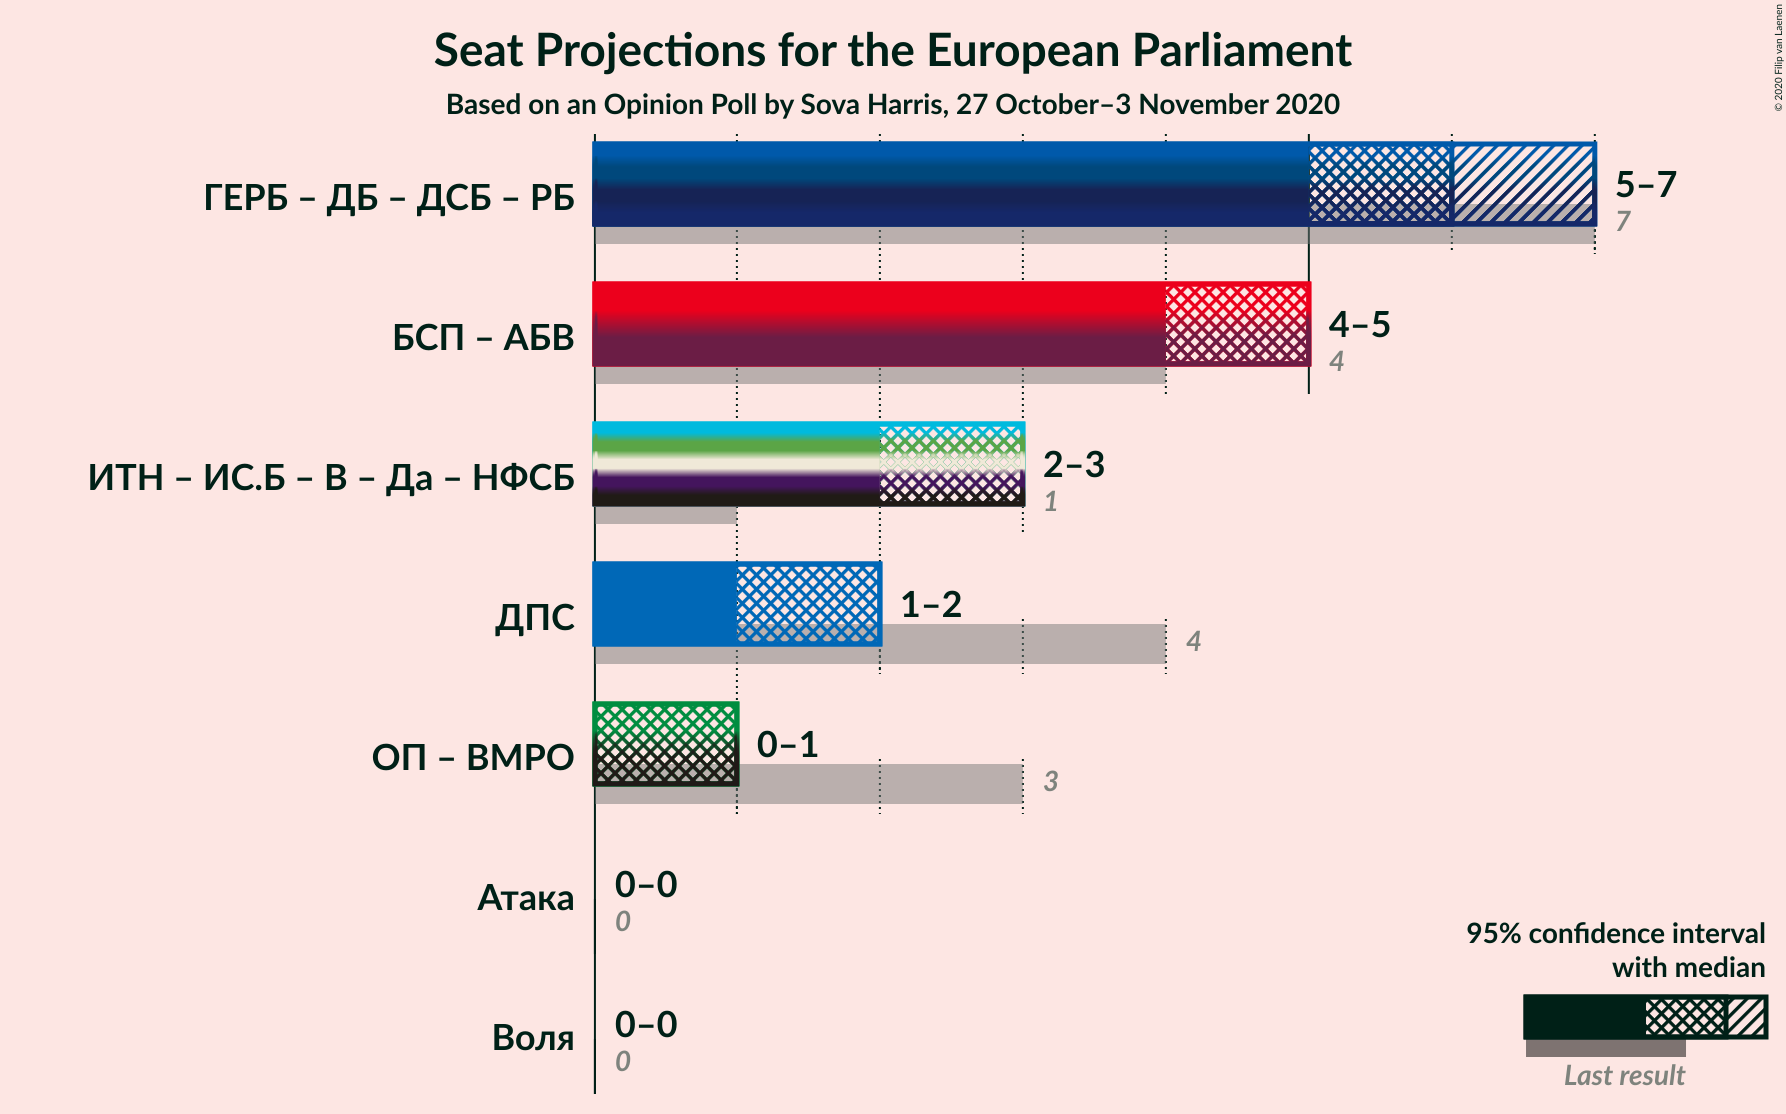 Seat Projections for the European Parliament
Based on an Opinion Poll by Sova Harris, 27 October–3 November 2020
© 2020 Filip van Laenen
ГЕРБ – ДБ – ДСБ – РБ
5–7
7
БСП – АБВ
4–5
4
ИТН – ИС.Б – В – Да – НФСБ
2–3
1
ДПС
1–2
4
ОП – ВМРО
0–1
3
Атака
0–0
0
Воля
0–0
0
95% confidence interval
with median
Last result